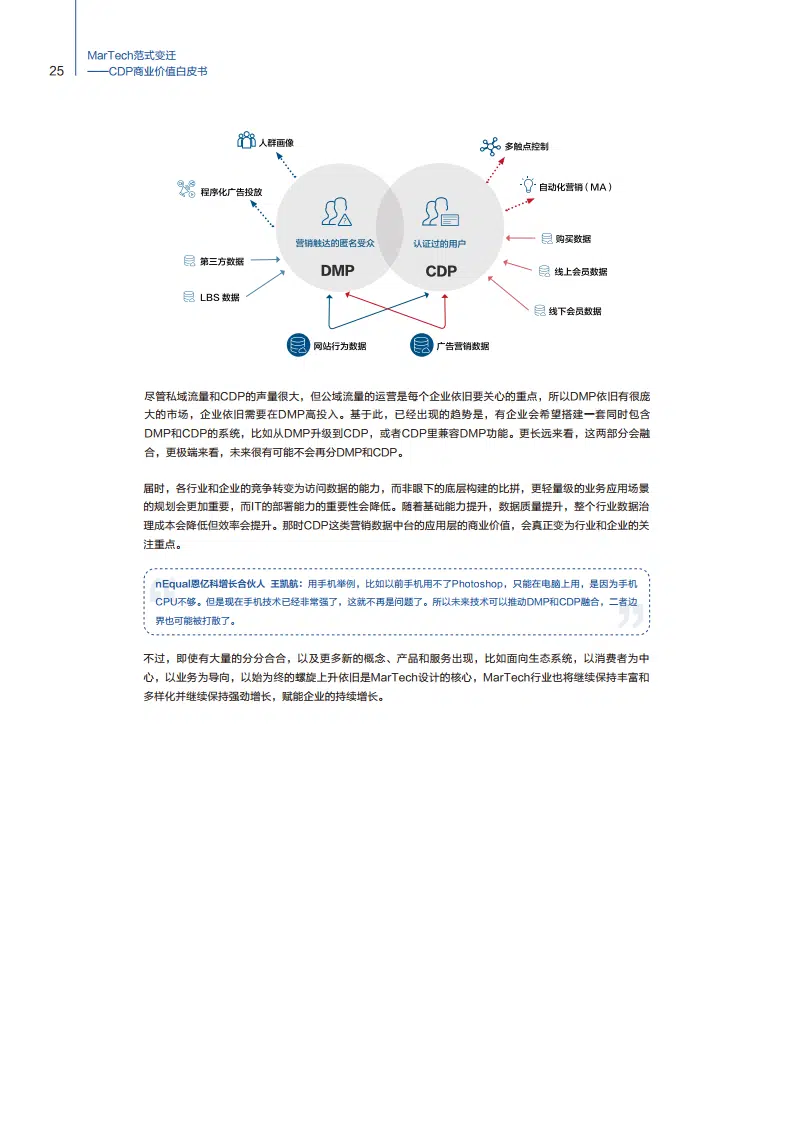 MarTech范式变迁
25
——CDP商业价值白皮书
人群画像
多触点控制
程序化广告投放
自动化营销（MA）
营销触达的匿名受众
认证过的用户
购买数据
第三方数据
DMP
CDP
线上会员数据
LBS 数据
线下会员数据
网站行为数据
广告营销数据
尽管私域流量和CDP的声量很大，但公域流量的运营是每个企业依旧要关心的重点，所以DMP依旧有很庞
大的市场，企业依旧需要在DMP高投入。基于此，已经出现的趋势是，有企业会希望搭建一套同时包含
DMP和CDP的系统，比如从DMP升级到CDP，或者CDP里兼容DMP功能。更长远来看，这两部分会融
合，更极端来看，未来很有可能不会再分DMP和CDP。
届时，各行业和企业的竞争转变为访问数据的能力，而非眼下的底层构建的比拼，更轻量级的业务应用场景
的规划会更加重要，而IT的部署能力的重要性会降低。随着基础能力提升，数据质量提升，整个行业数据治
理成本会降低但效率会提升。那时CDP这类营销数据中台的应用层的商业价值，会真正变为行业和企业的关
注重点。
nEqual恩亿科增长合伙人 王凯航：用手机举例，比如以前手机用不了Photoshop，只能在电脑上用，是因为手机
CPU不够。但是现在手机技术已经非常强了，这就不再是问题了。所以未来技术可以推动DMP和CDP融合，二者边
界也可能被打散了。
不过，即使有大量的分分合合，以及更多新的概念、产品和服务出现，比如面向生态系统，以消费者为中
心，以业务为导向，以始为终的螺旋上升依旧是MarTech设计的核心，MarTech行业也将继续保持丰富和
多样化并继续保持强劲增长，赋能企业的持续增长。